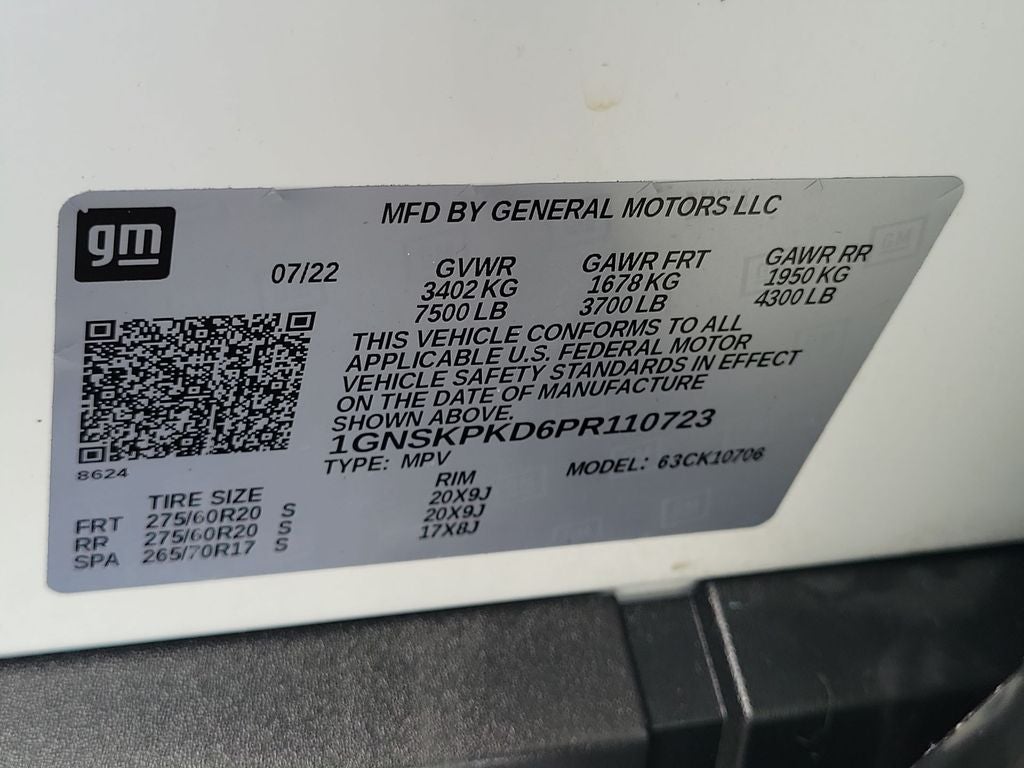 gm
MFD BY GENERAL MOTORS LLC
07/22
GVWR
3402 KG
7500 LB
GAWR FRT
1678 KG
3700 LB
GAWR RR
1950 KG
4300 LB
THIS VEHICLE CONFORMS TO ALL
APPLICABLE U.S. FEDERAL MOTOR
VEHICLE SAFETY STANDARDS IN EFFECT
ON THE DATE OF MANUFACTURE
SHOWN ABOVE.
1GNSKPKD6PR110723
8624
TYPE: MPV MODEL: 63CK10706
TIRE SIZE RIM
FRT 275/60R20 S 20X9J
RR 275/60R20 S 20X9J
SPA 265/70R17 S 17X8J
GM